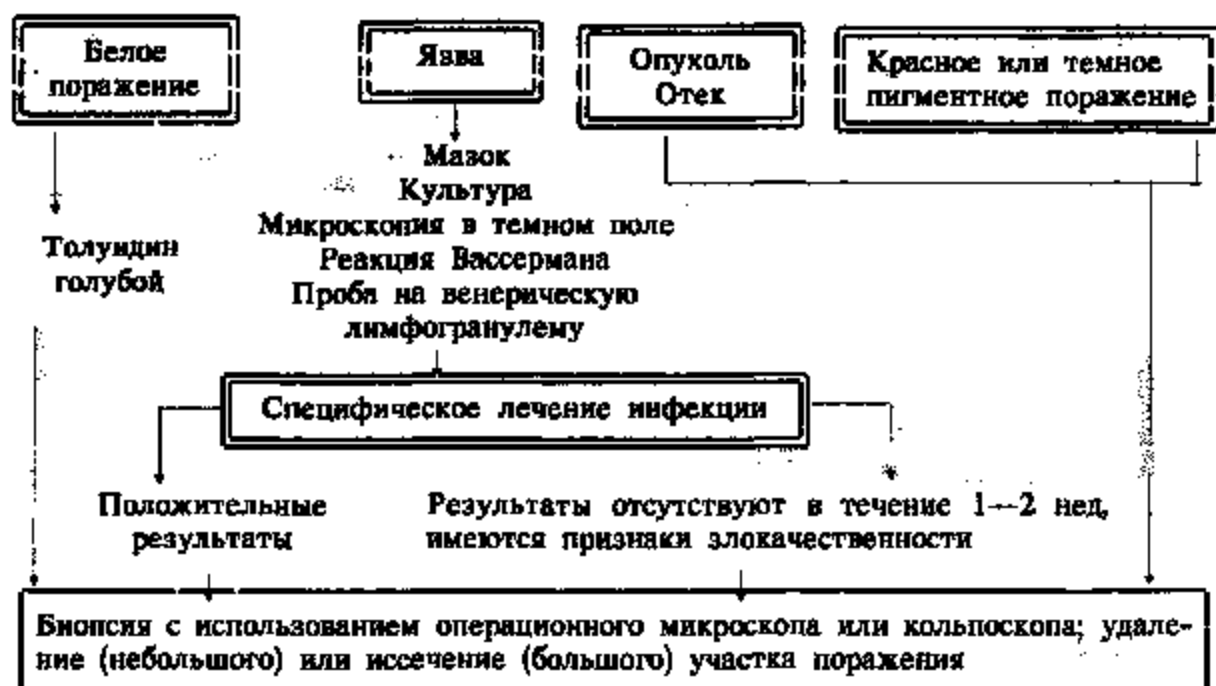 Белое
поражение
Язва
Опухоль
Отек
Красное или темное
пигментное поражение
Мазок
Культура
Микроскопия в темном поле
Реакция Вассермана
Проба на венерическую
лимфогранулему
Толуидин
голубой
Специфическое лечение инфекции
Положительные
результаты
Результаты отсутствуют в течение 1—2 нед,
имеются признаки злокачественности
Биопсия с использованием операционного микроскопа или кольпоскопа; удале-
ние (небольшого) или иссечение (большого) участка поражения